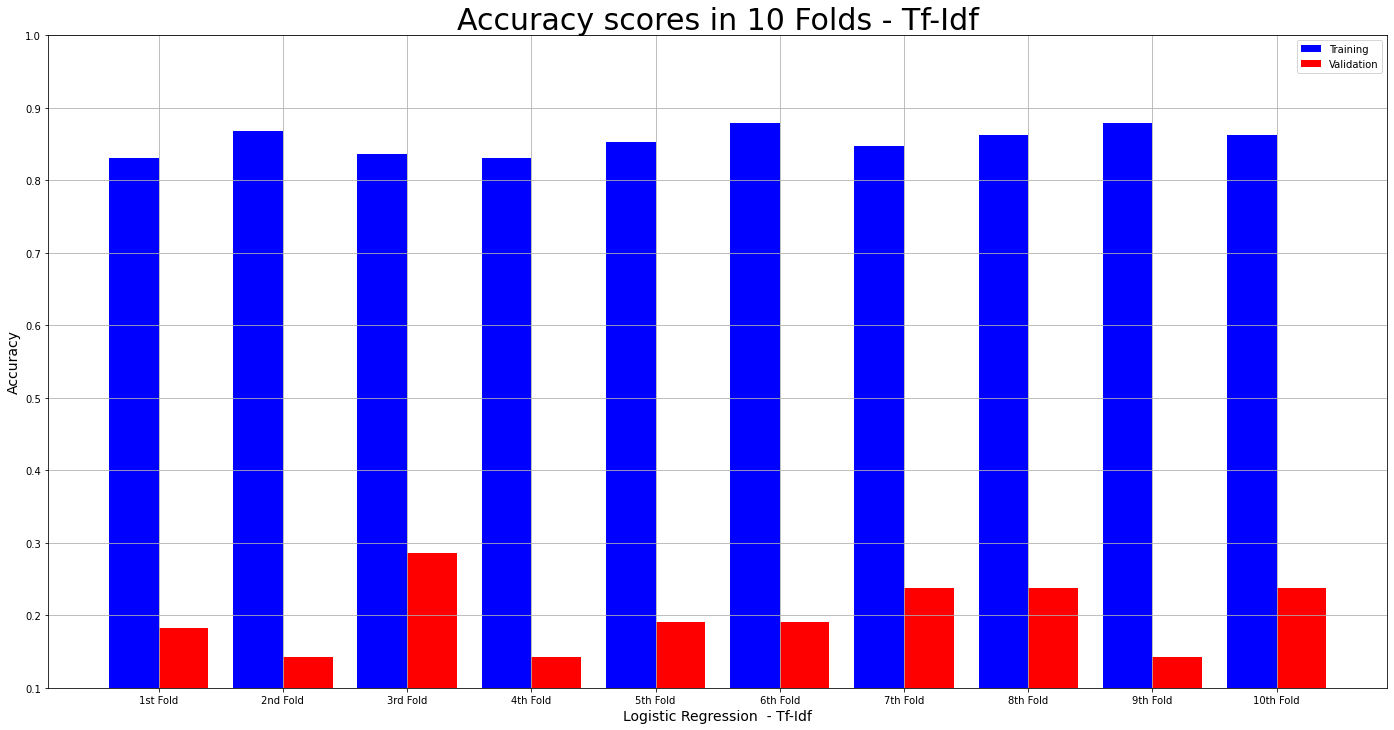 Accuracy scores in 10 Folds - Tf-Idf
Training
Validation
Accuracy
1.0
0.9
0.8
0.7
0.6
0.5
0.4
0.3
0.2
0.1
1st Fold 2nd Fold 3rd Fold 4th Fold 5th Fold 6th Fold 7th Fold 8th Fold 9th Fold 10th Fold
Logistic Regression  - Tf-Idf